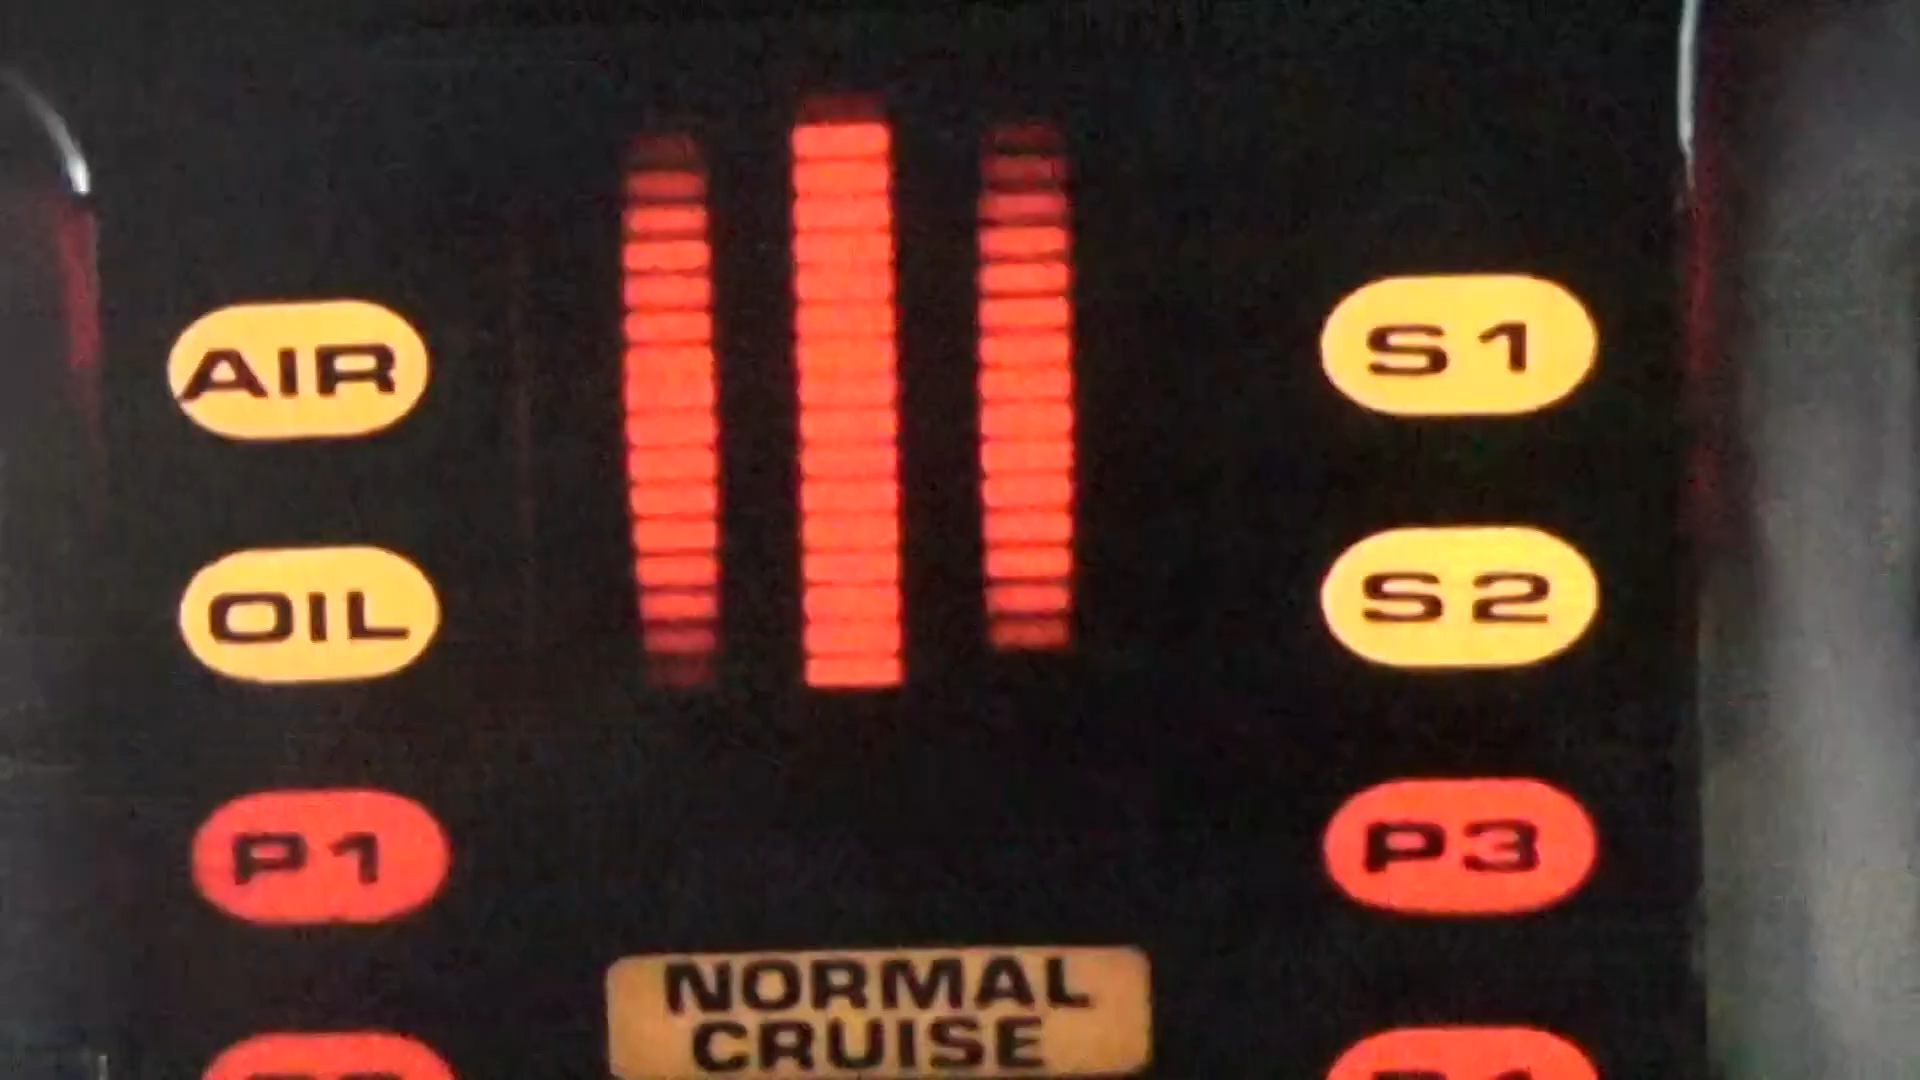 AIR
S1
OIL
S2
P1
P3
NORMAL
CRUISE